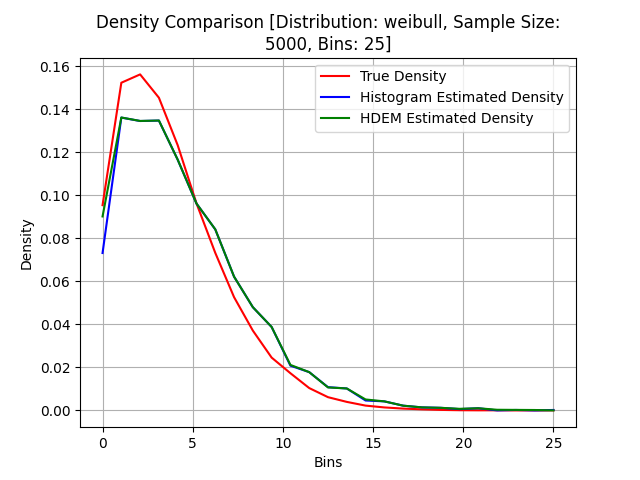 Density Comparison [Distribution: weibull, Sample Size:
5000, Bins: 25]
True Density
Histogram Estimated Density
HDEM Estimated Density
Density
0.16
0.14
0.12
0.10
0.08
0.06
0.04
0.02
0.00
0 5 10 15 20 25
Bins